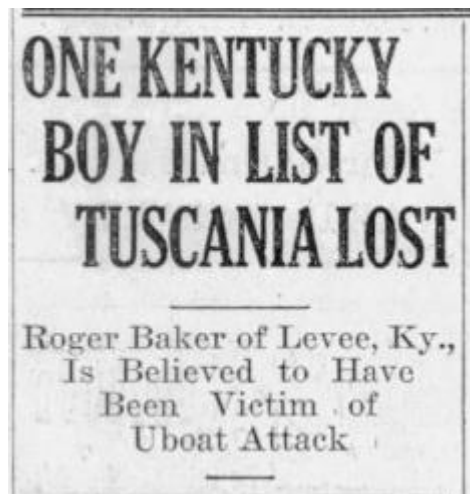 ONE KENTUCKY
BOY IN LIST OF
TUSCANIA LOST
Roger Baker of Levee, Ky.,
Is Believed to Have
Been Victim of
Uboat Attack